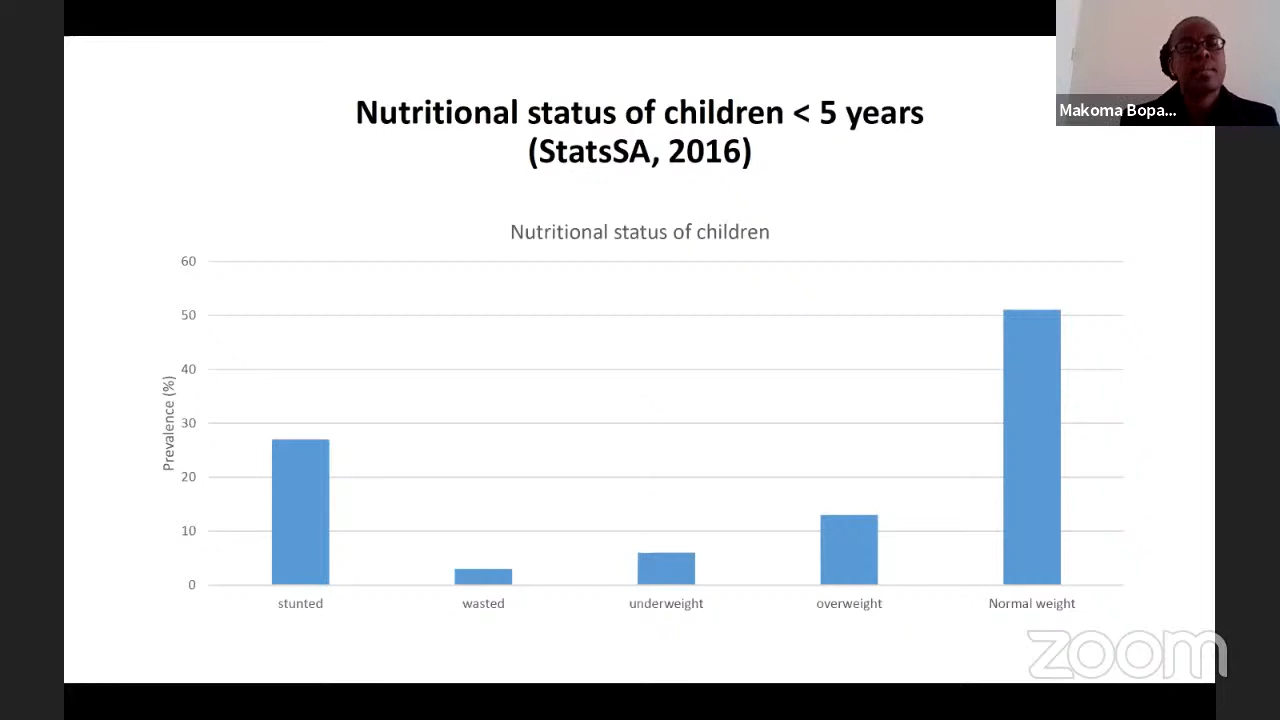 Nutritional status of children < 5 years
(StatsSA, 2016)
Makoma Bopa...
Nutritional status of children
Prevalence (%)
60
50
40
30
20
10
0
stunted
wasted
underweight
overweight
Normal weight
zoom